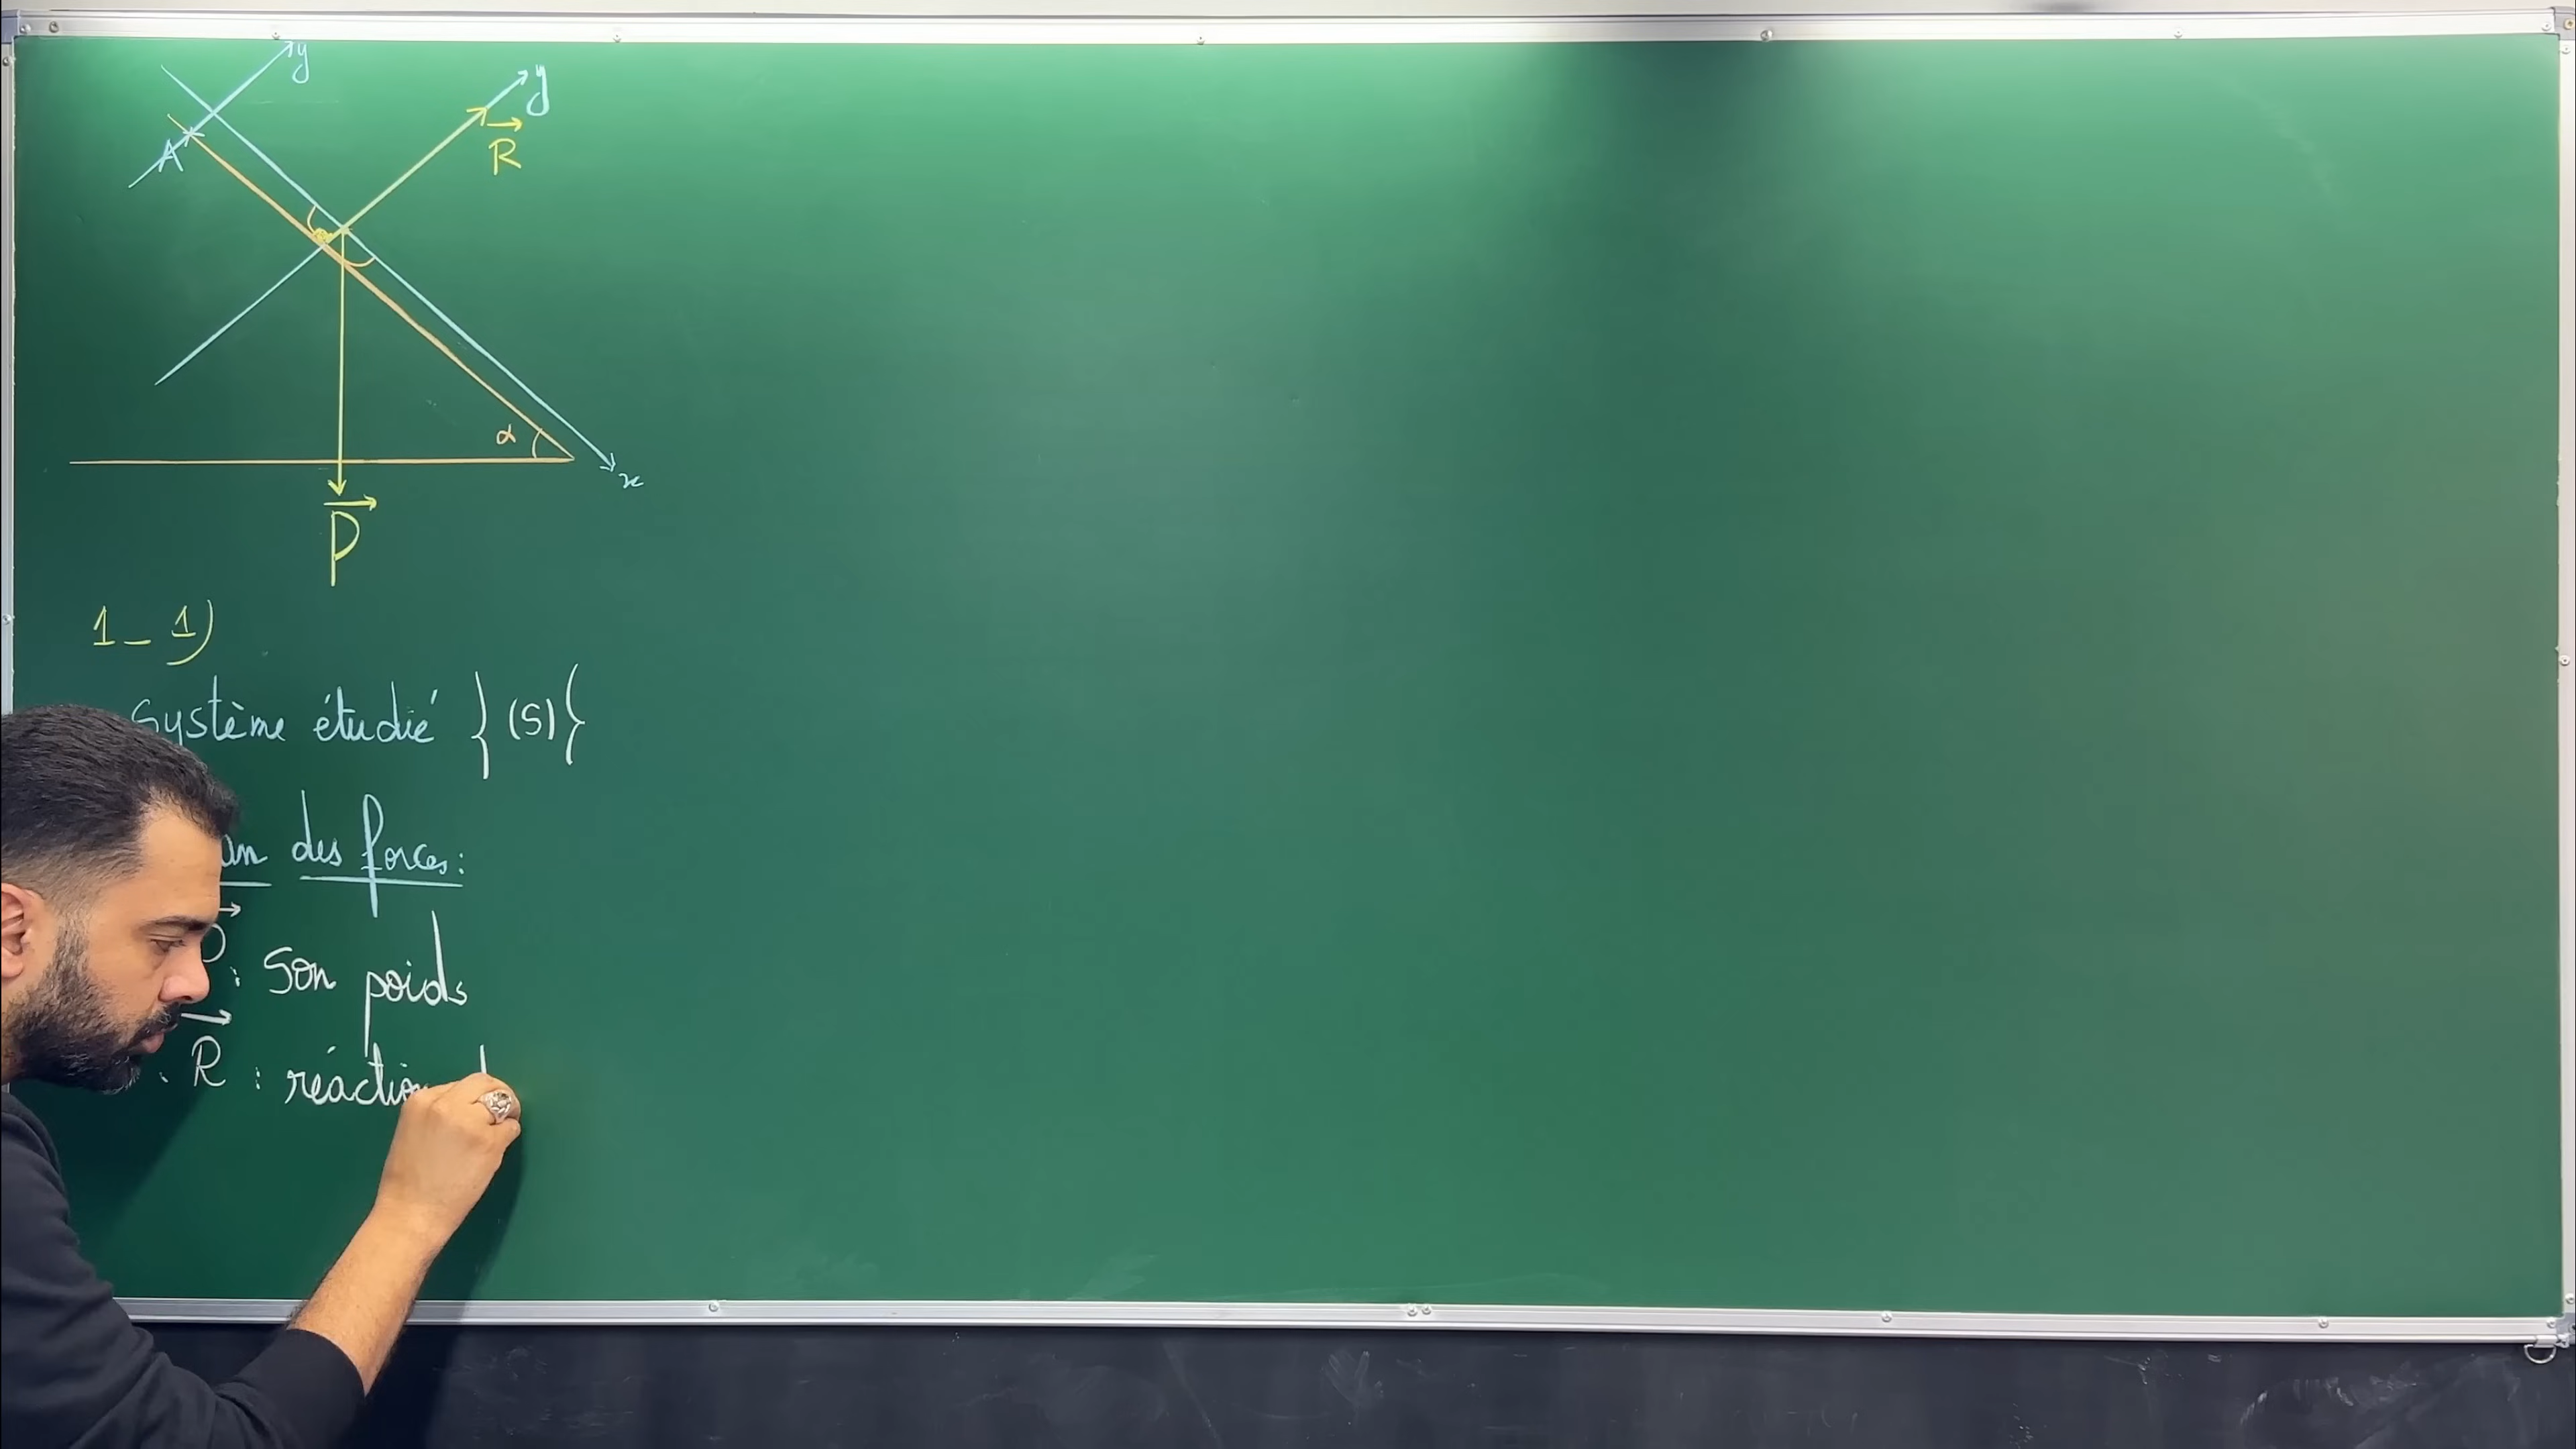 y
y
R
A
α
x
P
1_1)
Système étudié }(S){
des forces:
: Son poids
. R : réaction